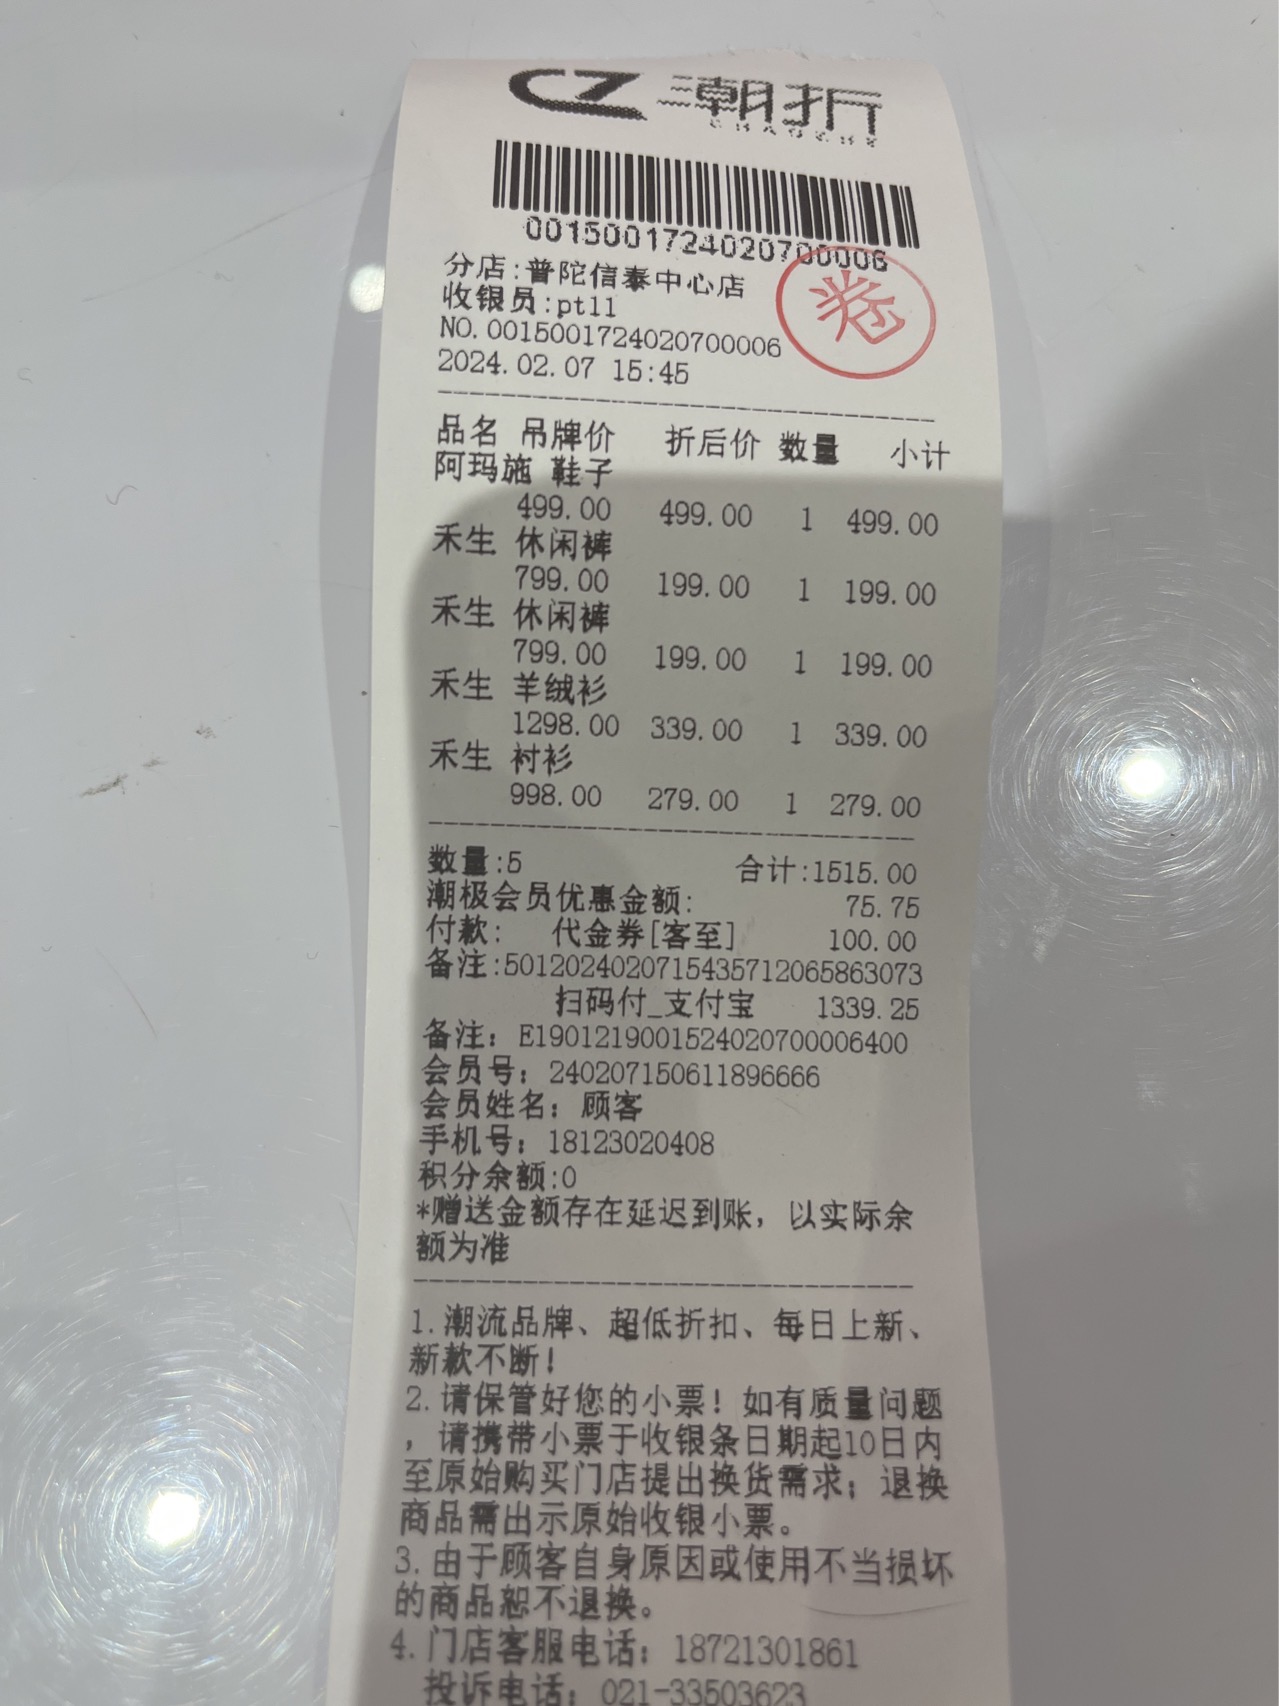 CZ 潮折
CHAOZHE
0015001724020700006
分店:普陀信泰中心店
收银员:pt11
NO.0015001724020700006
2024.02.07 15:45
品名 吊牌价 折后价 数量 小计
阿玛施 鞋子
499.00 499.00 1 499.00
禾生 休闲裤
799.00 199.00 1 199.00
禾生 休闲裤
799.00 199.00 1 199.00
禾生 羊绒衫
1298.00 339.00 1 339.00
禾生 衬衫
998.00 279.00 1 279.00
数量:5 合计:1515.00
潮极会员优惠金额: 75.75
付款: 代金券[客至] 100.00
备注:5012024020715435712065863073
扫码付_支付宝 1339.25
备注: E19012190015240207000064​00
会员号: 240207150611896666
会员姓名: 顾客
手机号: 18123020408
积分余额:0
*赠送金额存在延迟到账，以实际余
额为准
1.潮流品牌、超低折扣、每日上新、
新款不断！
2.请保管好您的小票！如有质量问题
，请携带小票于收银条日期起10日内
至原始购买门店提出换货需求；退换
商品需出示原始收银小票。
3.由于顾客自身原因或使用不当损坏
的商品恕不退换。
4.门店客服电话: 18721301861
投诉电话: 021-33503623